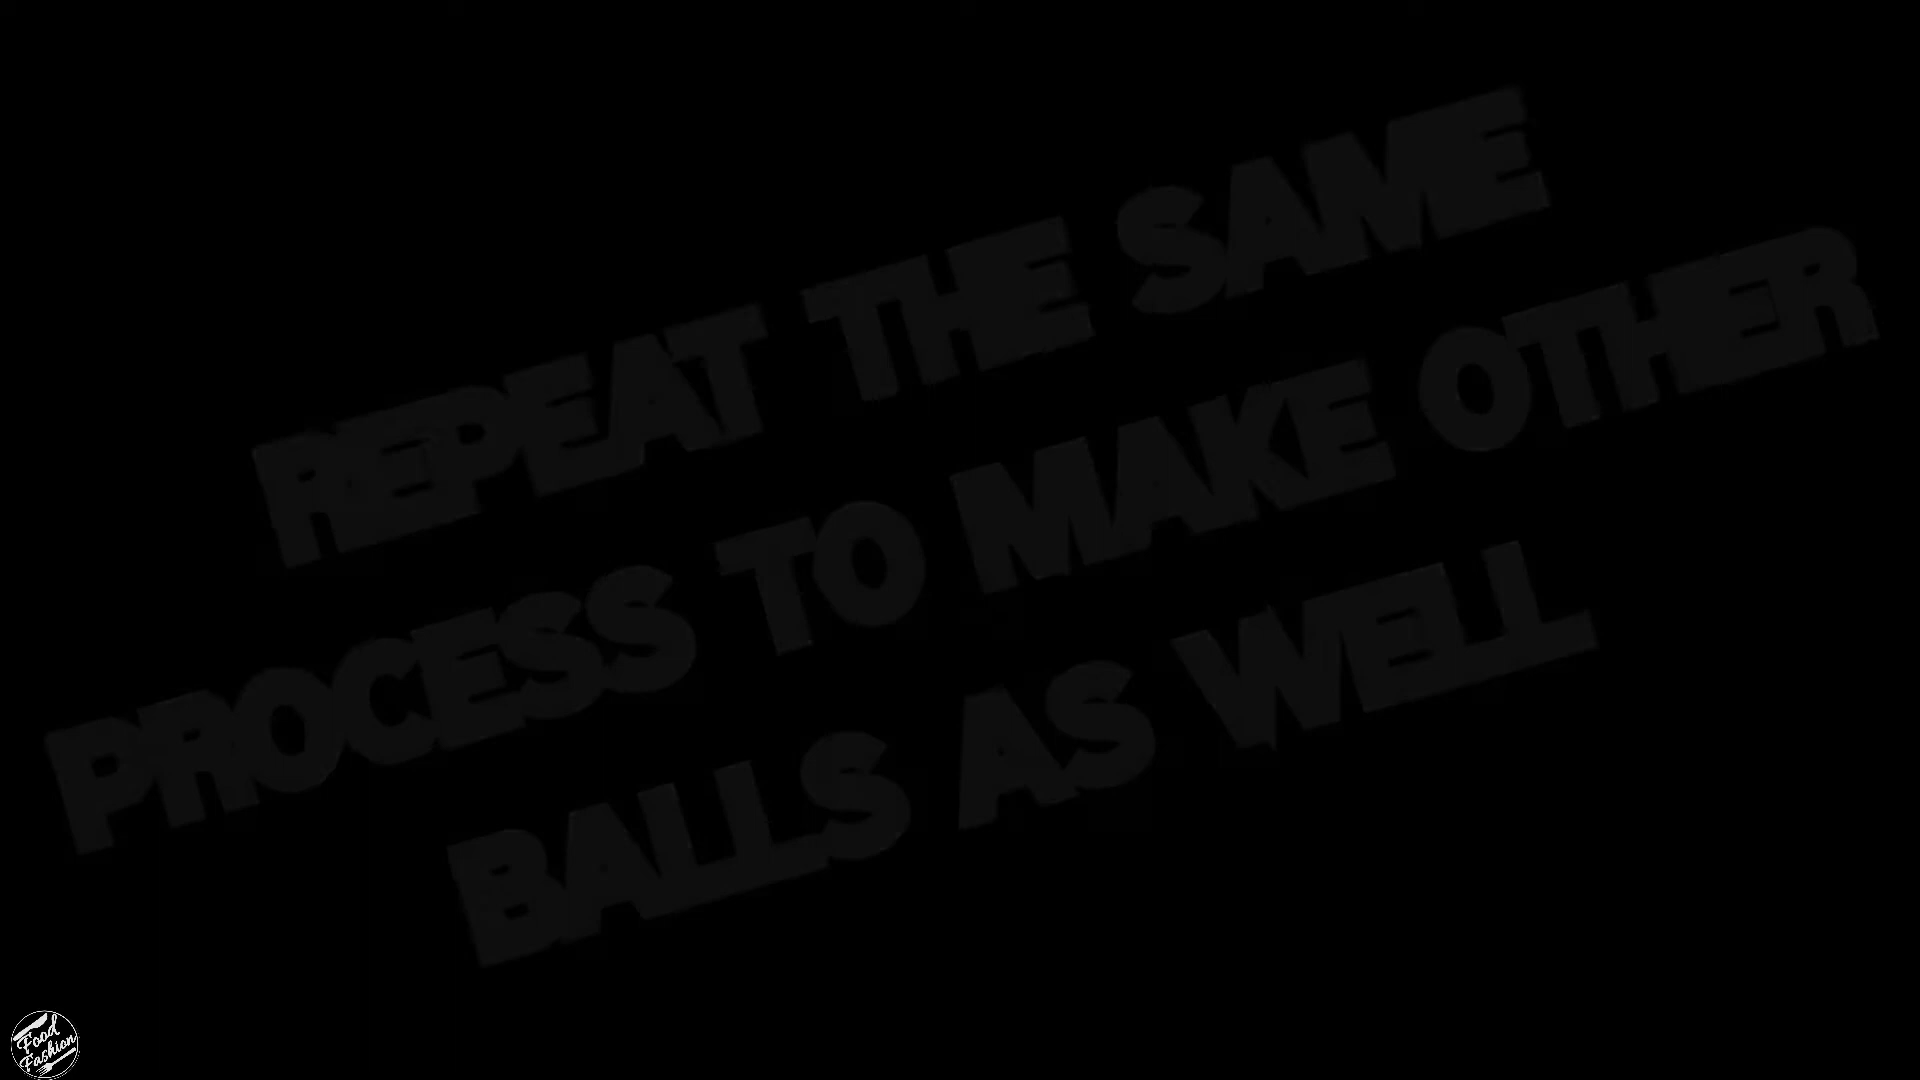 REPEAT THE SAME
PROCESS TO MAKE OTHER
BALLS AS WELL
Food
Fashion